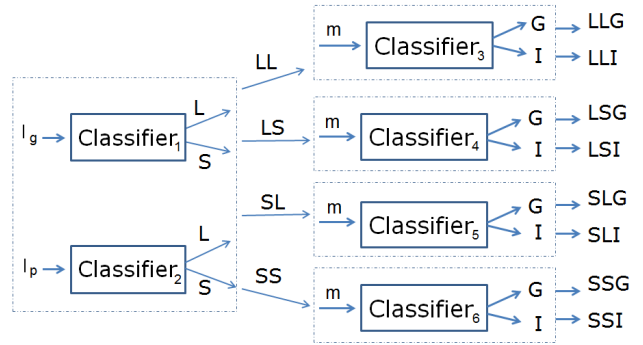 m Classifier3 G LLG
I LLI
LL
L
Ig Classifier1 LS m Classifier4 G LSG
S I LSI
SL m Classifier5 G SLG
L I SLI
Ip Classifier2 SS
S m Classifier6 G SSG
I SSI